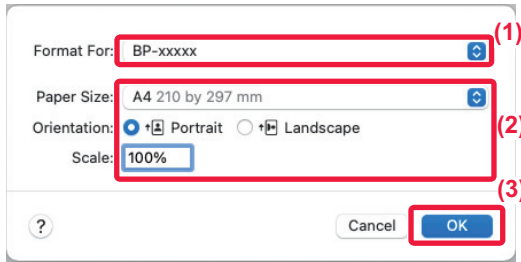 (1)
Format For: BP-xxxxx
Paper Size: A4 210 by 297 mm
Orientation: Portrait Landscape (2)
Scale: 100%
(3)
? Cancel OK